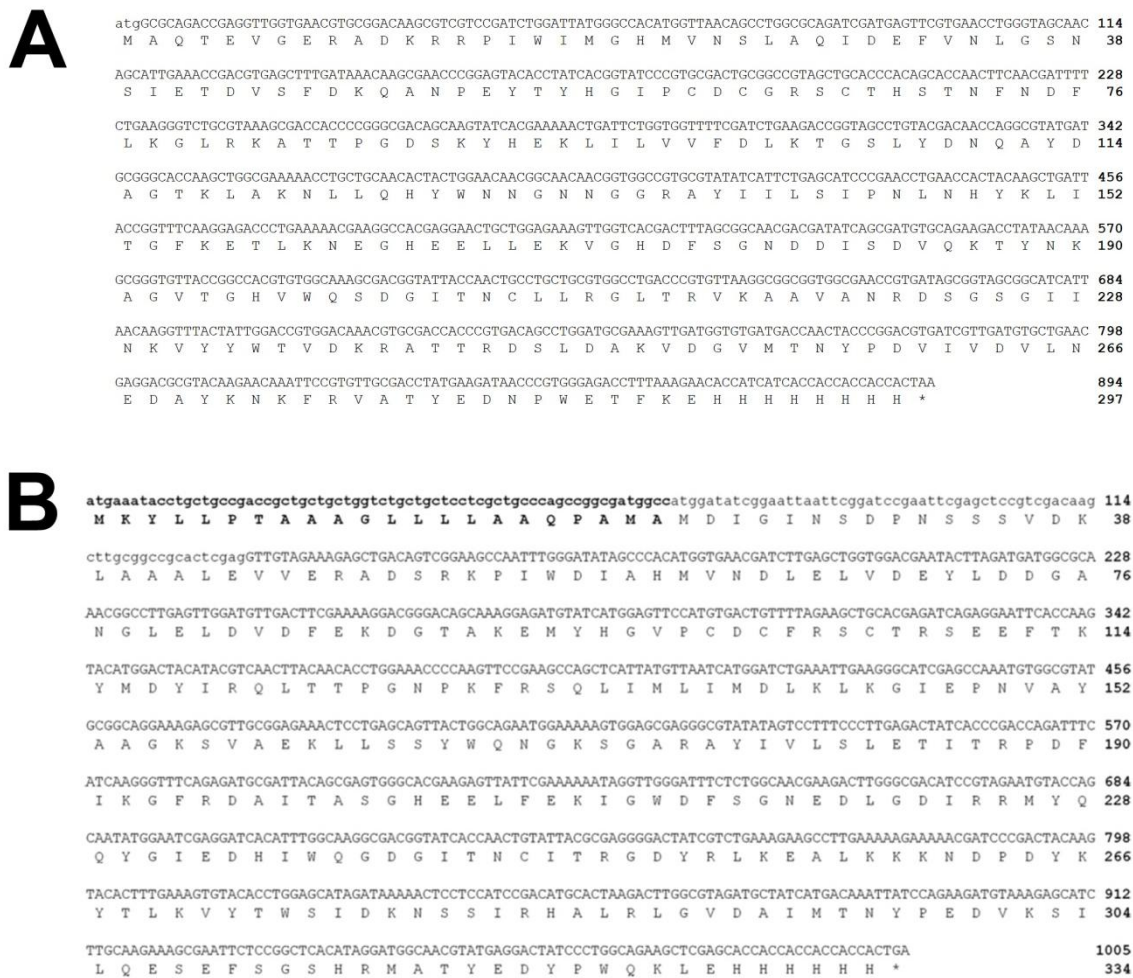 A
atgGCGCAGACCGAGGTTGGTGAACGTGCGGACAAGCGTCGTCCGATCTGGATTATGGGCCACATGGTTAACAGCCTGGCGCAGATCGATGAGTTCGTGAACCTGGGTAGCAAC 114
M A Q T E V G E R A D K R R P I W I M G H M V N S L A Q I D E F V N L G S N 38
AGCATTGAAACCGACGTGAGCTTTGATAAACAAGCGAACCCGGAGTACACCTATCACGGTATCCCGTGCGACTGCGGCCGTAGCTGCACCCACAGCACCAACTTCAACGATTTT 228
S I E T D V S F D K Q A N P E Y T Y H G I P C D C G R S C T H S T N F N D F 76
CTGAAGGGTCTGCGTAAAGCGACCACCCCGGGCGACAGCAAGTATCACGAAAAACTGATTCTGGTGGTTTTCGATCTGAAGACCGGTAGCCTGTACGACAACCAGGCGTATGAT 342
L K G L R K A T T P G D S K Y H E K L I L V V F D L K T G S L Y D N Q A Y D 114
GCGGGCACCAAGCTGGCGAAAAACCTGCTGCAACACTACTGGAACAACGGCAACAACGGTGGCCGTGCGTATATCATTCTGAGCATCCCGAACCTGAACCACTACAAGCTGATT 456
A G T K L A K N L L Q H Y W N N G N N G G R A Y I I L S I P N L N H Y K L I 152
ACCGGTTTCAAGGAGACCCTGAAAAACGAAGGCCACGAGGAACTGCTGGAGAAAGTTGGTCACGACTTTAGCGGCAACGACGATATCAGCGATGTGCAGAAGACCTATAACAAA 570
T G F K E T L K N E G H E E L L E K V G H D F S G N D D I S D V Q K T Y N K 190
GCGGGTGTTACCGGCCACGTGTGGCAAAGCGACGGTATTACCAACTGCCTGCTGCGTGGCCTGACCCGTGTTAAGGCGGCGGTGGCGAACCGTGATAGCGGTAGCGGCATCATT 684
A G V T G H V W Q S D G I T N C L L R G L T R V K A A V A N R D S G S G I I 228
AACAAGGTTTACTATTGGACCGTGGACAAACGTGCGACCACCCGTGACAGCCTGGATGCGAAAGTTGATGGTGTGATGACCAACTACCCGGACGTGATCGTTGATGTGCTGAAC 798
N K V Y Y W T V D K R A T T R D S L D A K V D G V M T N Y P D V I V D V L N 266
GAGGACGCGTACAAGAACAAATTCCGTGTTGCGACCTATGAAGATAACCCGTGGGAGACCTTTAAAGAACACCATCATCACCACCACCACCACTAA 894
E D A Y K N K F R V A T Y E D N P W E T F K E H H H H H H H * 297
B
atgaaatacctgctgccgaccgctgctgctggtctgctgctcctcgctgcccagccggcgatggccatggatatcggaattaattcggatccgaattcgagctccgtcgacaag 114
M K Y L L P T A A A G L L L L A A Q P A M A M D I G I N S D P N S S S V D K 38
cttgcggccgcactcgagGTTGTAGAAAGAGCTGACAGTCGGAAGCCAATTTGGGATATAGCCCACATGGTGAACGATCTTGAGCTGGTGGACGAATACTTAGATGATGGCGCA 228
L A A A L E V V E R A D S R K P I W D I A H M V N D L E L V D E Y L D D G A 76
AACGGCCTTGAGTTGGATGTTGACTTCGAAAAGGACGGGACAGCAAAGGAGATGTATCATGGAGTTCCATGTGACTGTTTTAGAAGCTGCACGAGATCAGAGGAATTCACCAAG 342
N G L E L D V D F E K D G T A K E M Y H G V P C D C F R S C T R S E E F T K 114
TACATGGACTACATACGTCAACTTACAACACCTGGAAACCCCAAGTTCCGAAGCCAGCTCATTATGTTAATCATGGATCTGAAATTGAAGGGCATCGAGCCAAATGTGGCGTAT 456
Y M D Y I R Q L T T P G N P K F R S Q L I M L I M D L K L K G I E P N V A Y 152
GCGGCAGGAAAGAGCGTTGCGGAGAAACTCCTGAGCAGTTACTGGCAGAATGGAAAAAGTGGAGCGAGGGCGTATATAGTCCTTTCCCTTGAGACTATCACCCGACCAGATTTC 570
A A G K S V A E K L L S S Y W Q N G K S G A R A Y I V L S L E T I T R P D F 190
ATCAAGGGTTTCAGAGATGCGATTACAGCGAGTGGGCACGAAGAGTTATTCGAAAAAATAGGTTGGGATTTCTCTGGCAACGAAGACTTGGGCGACATCCGTAGAATGTACCAG 684
I K G F R D A I T A S G H E E L F E K I G W D F S G N E D L G D I R R M Y Q 228
CAATATGGAATCGAGGATCACATTTGGCAAGGCGACGGTATCACCAACTGTATTACGCGAGGGGACTATCGTCTGAAAGAAGCCTTGAAAAAGAAAAACGATCCCGACTACAAG 798
Q Y G I E D H I W Q G D G I T N C I T R G D Y R L K E A L K K K N D P D Y K 266
TACACTTTGAAAGTGTACACCTGGAGCATAGATAAAAACTCCTCCATCCGACATGCACTAAGACTTGGCGTAGATGCTATCATGACAAATTATCCAGAAGATGTAAAGAGCATC 912
Y T L K V Y T W S I D K N S S I R H A L R L G V D A I M T N Y P E D V K S I 304
TTGCAAGAAAGCGAATTCTCCGGCTCACATAGGATGGCAACGTATGAGGACTATCCCTGGCAGAAGCTCGAGCACCACCACCACCACCACTGA 1005
L Q E S E F S G S H R M A T Y E D Y P W Q K L E H H H H H H * 334